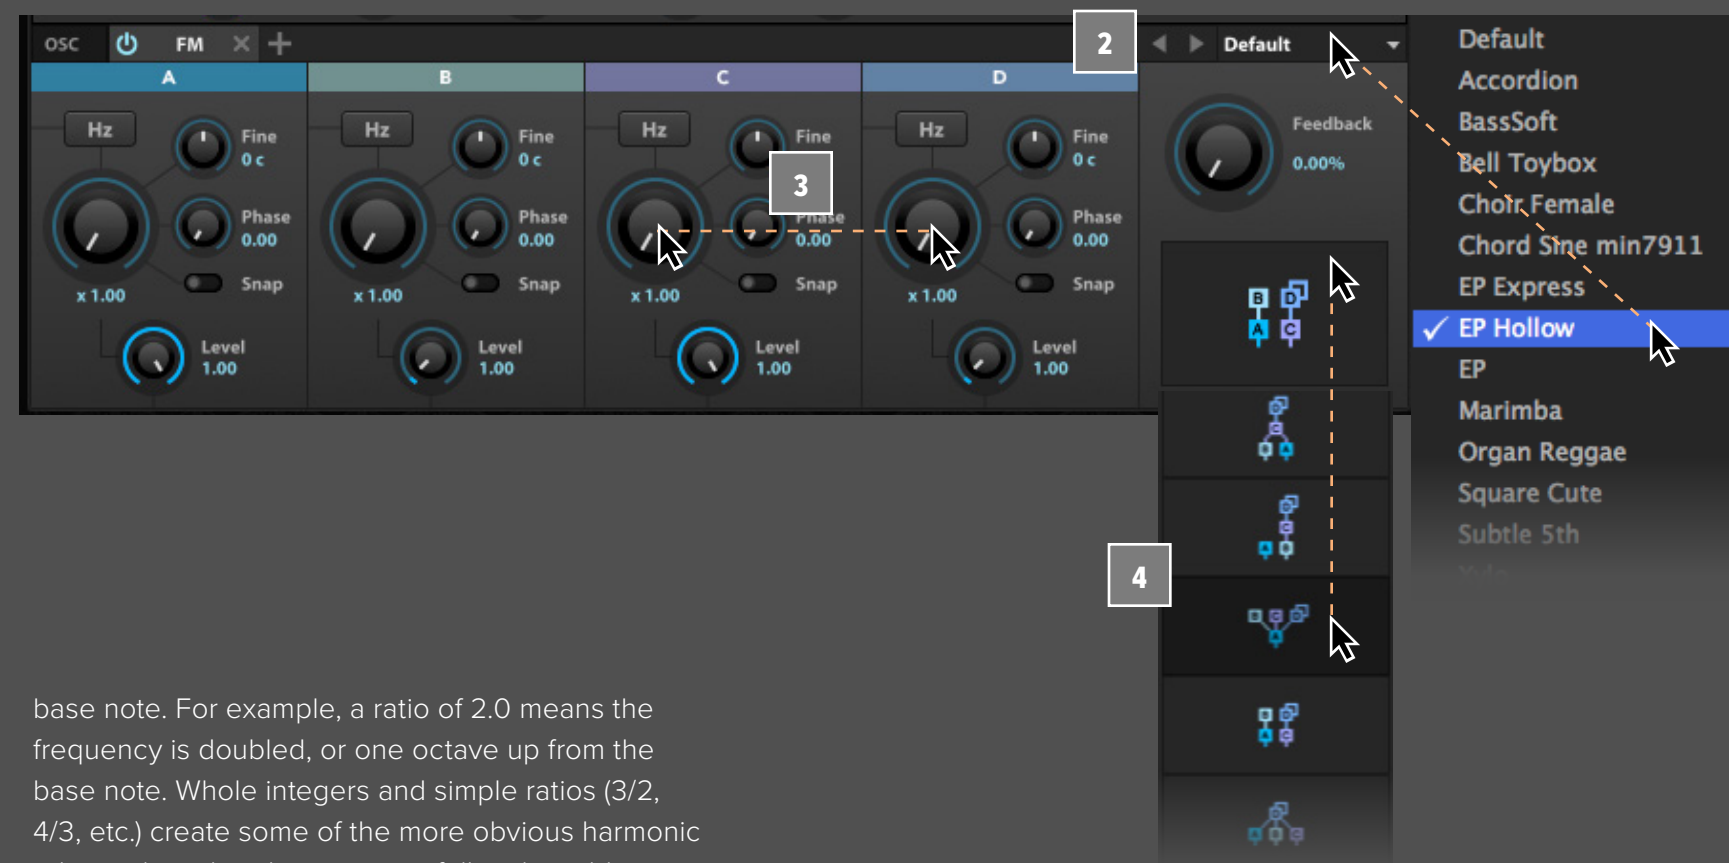 OSC FM
2
Default
A B C D
Hz Fine 0 c
Hz Fine 0 c
Hz Fine
Hz Fine 0 c
Feedback
0.00%
3
Phase 0.00
Phase 0.00
Phase 0.00
Phase 0.00
Snap
Snap
Snap
Snap
x 1.00
x 1.00
x 1.00
x 1.00
Level 1.00
Level 1.00
Level 1.00
Level 1.00
B D
A C
4
Default
Accordion
BassSoft
Bell Toybox
Choir Female
Chord Sine min7911
EP Express
✓ EP Hollow
EP
Marimba
Organ Reggae
Square Cute
Subtle 5th
base note. For example, a ratio of 2.0 means the
frequency is doubled, or one octave up from the
base note. Whole integers and simple ratios (3/2,
4/3, etc.) create some of the more obvious harmonic